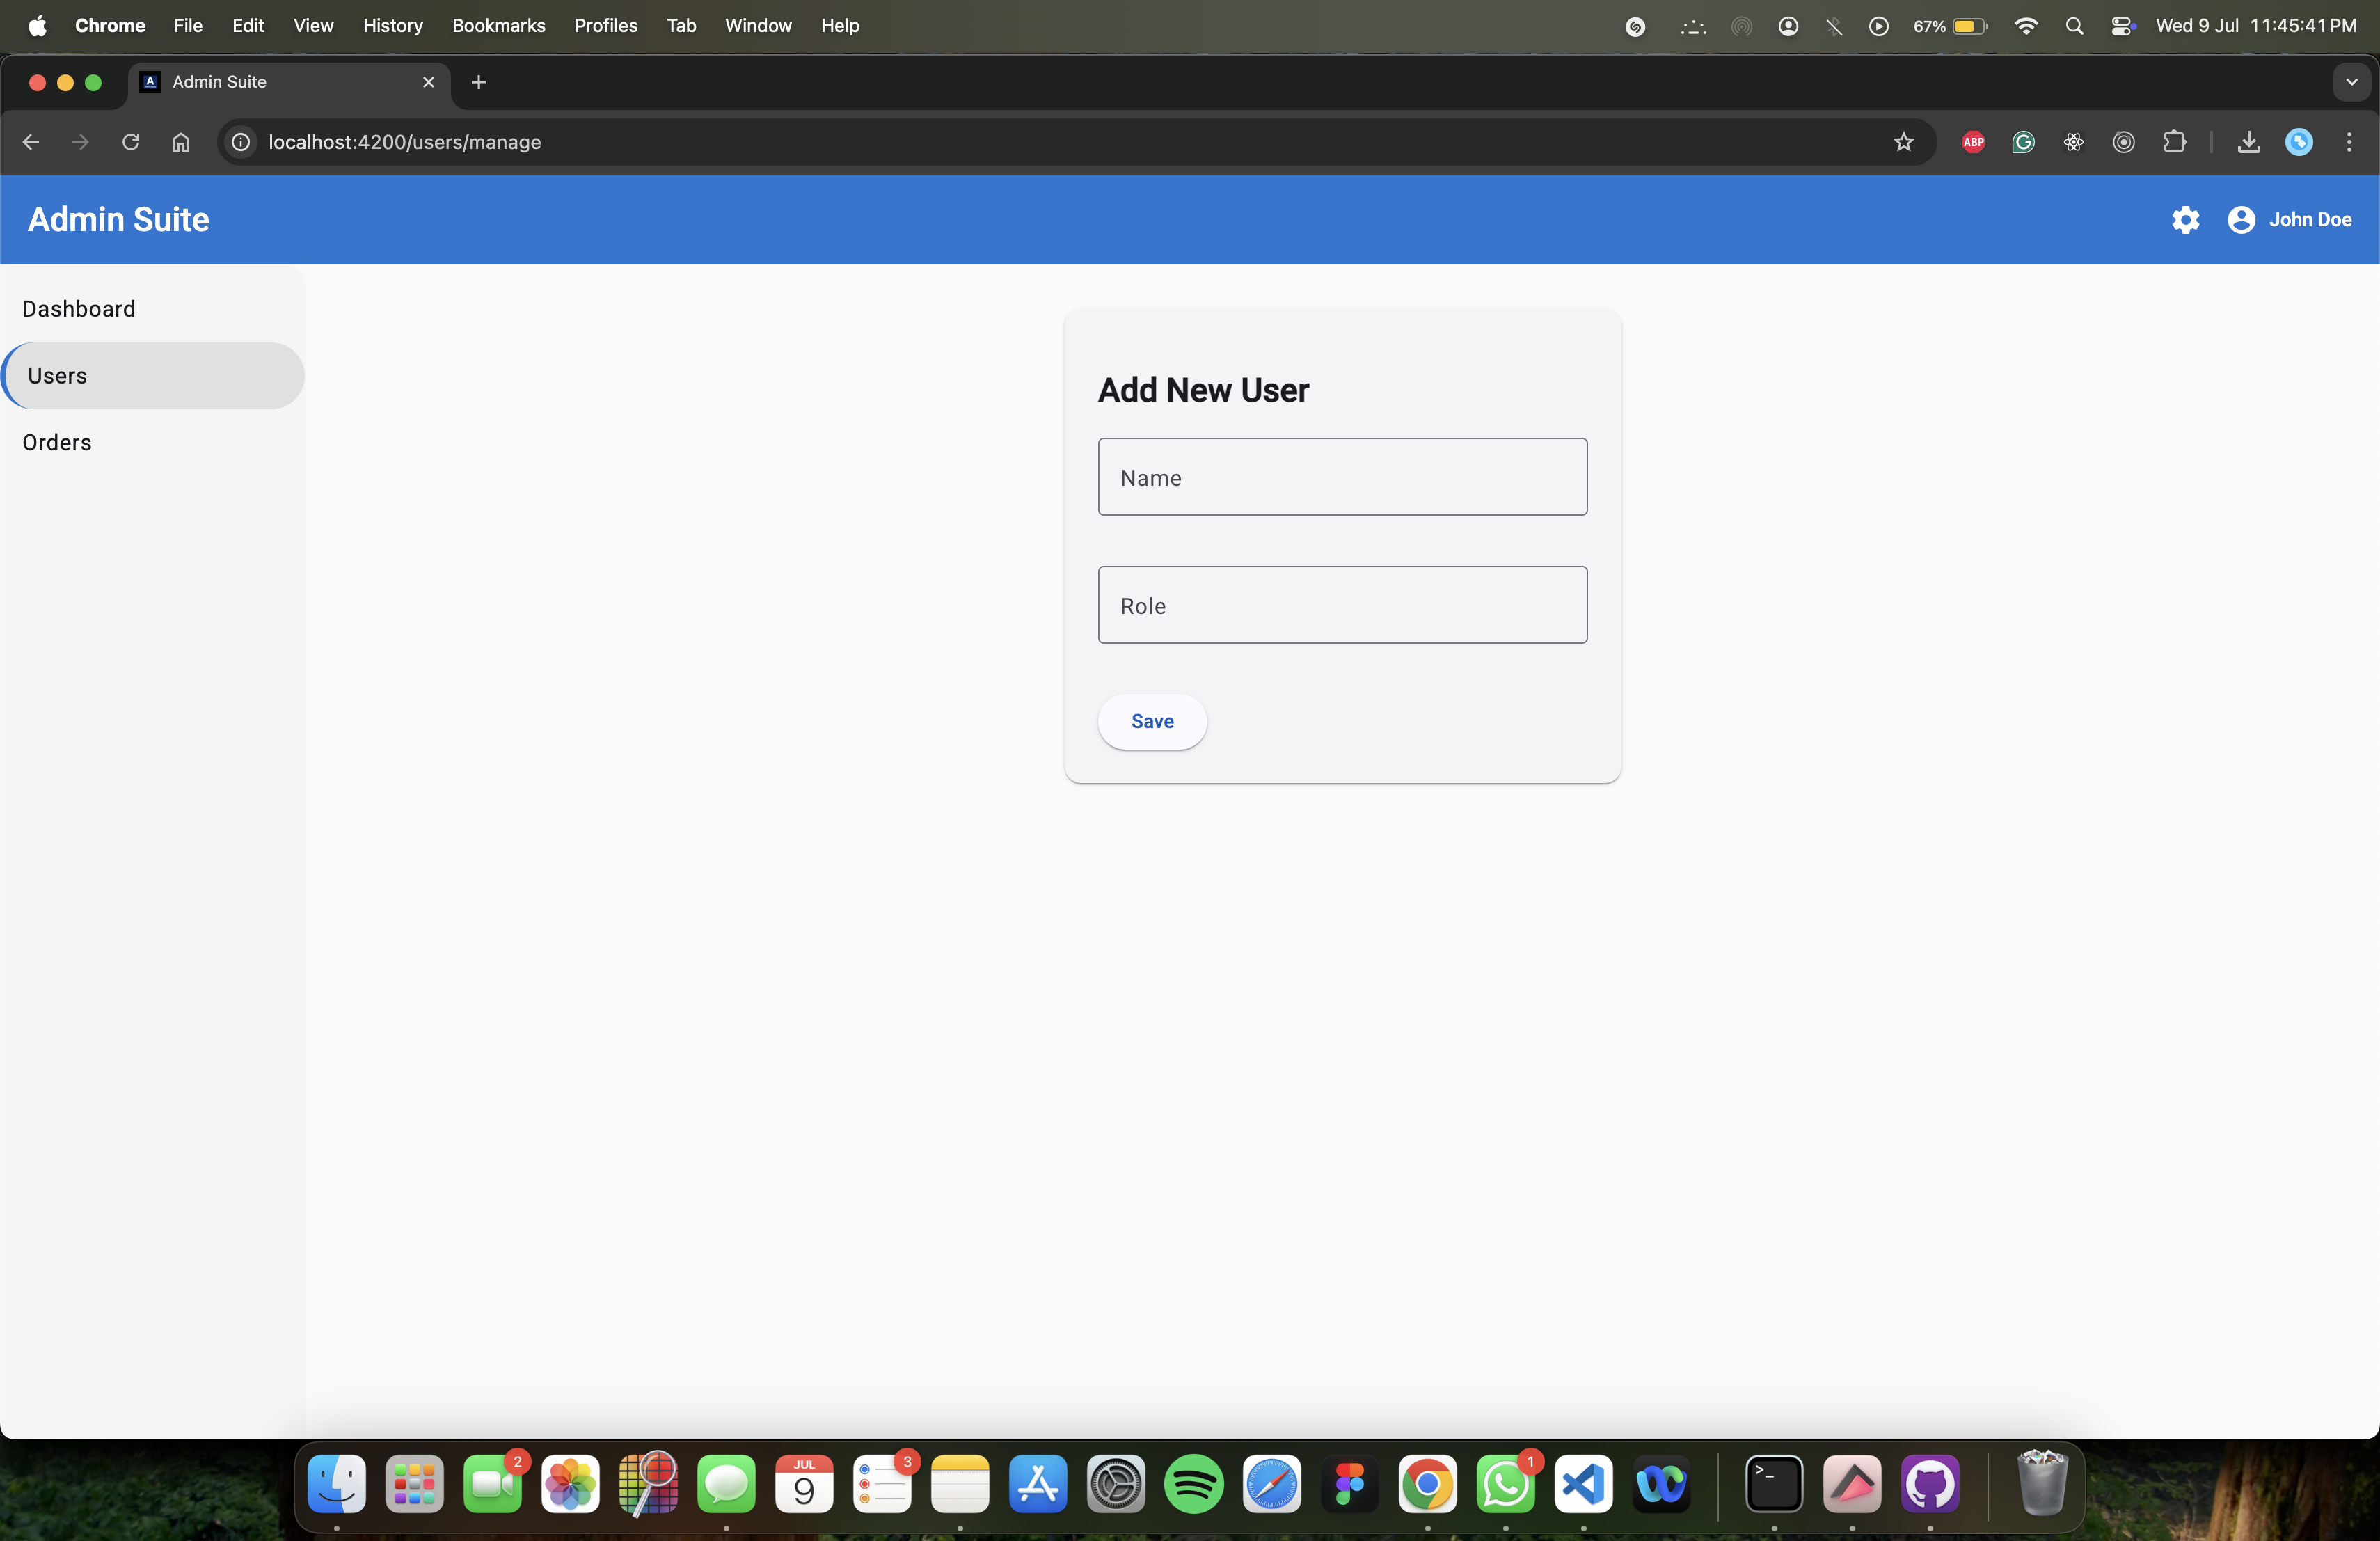 Chrome File Edit View History Bookmarks Profiles Tab Window Help 67% Wed 9 Jul 11:45:41 PM
A Admin Suite
localhost:4200/users/manage ABP
Admin Suite John Doe
Dashboard
Users
Orders
Add New User
Name
Role
Save
2 JUL 9 3 1 >_